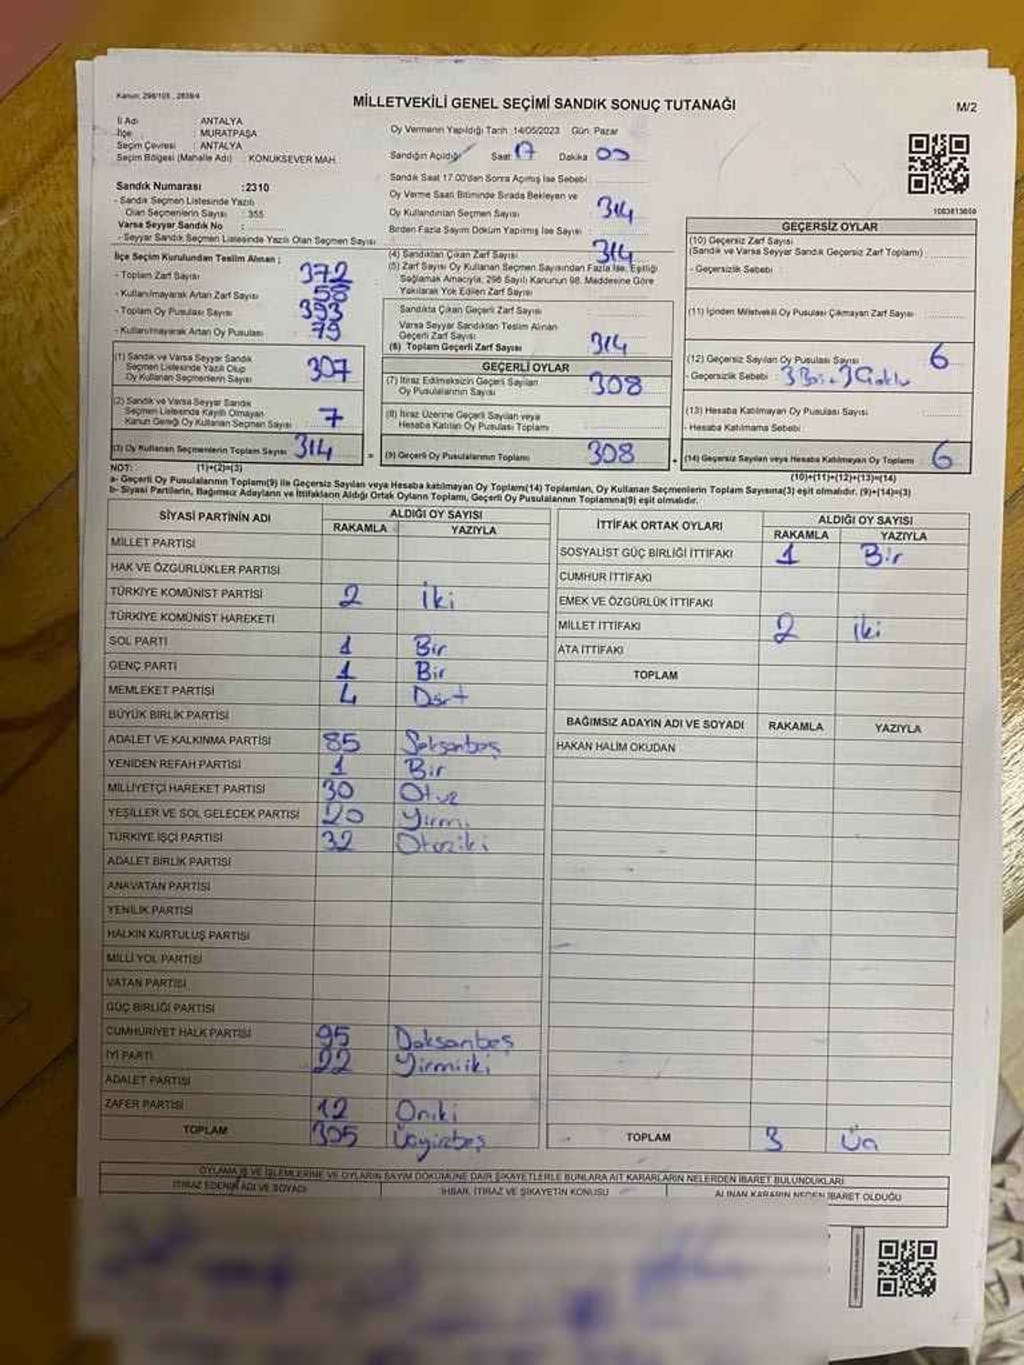 Kanun: 298/105 , 2839/4
MİLLETVEKİLİ GENEL SEÇİMİ SANDIK SONUÇ TUTANAĞI
M/2
İl Adı : ANTALYA
İlçe : MURATPAŞA
Seçim Çevresi : ANTALYA
Seçim Bölgesi (Mahalle Adı) : KONUKSEVER MAH.
Sandık Numarası :2310
- Sandık Seçmen Listesinde Yazılı
Olan Seçmenlerin Sayısı : 355
Varsa Seyyar Sandık No :
- Seyyar Sandık Seçmen Listesinde Yazılı Olan Seçmen Sayısı
İlçe Seçim Kurulundan Teslim Alınan ;
- Toplam Zarf Sayısı 372
- Kullanılmayarak Artan Zarf Sayısı 58
- Toplam Oy Pusulası Sayısı 393
- Kullanılmayarak Artan Oy Pusulası 79
(1) Sandık ve Varsa Seyyar Sandık
Seçmen Listesinde Yazılı Olup
Oy Kullanan Seçmenlerin Sayısı 307
(2) Sandık ve Varsa Seyyar Sandık
Seçmen Listesinde Kayıtlı Olmayan
Kanun Gereği Oy Kullanan Seçmen Sayısı 7
(3) Oy Kullanan Seçmenlerin Toplam Sayısı 314
Oy Vermenin Yapıldığı Tarih 14/05/2023 Gün: Pazar
Sandığın Açıldığı Saat 17 Dakika 00
Sandık Saat 17.00'den Sonra Açılmış İse Sebebi :
Oy Verme Saati Bitiminde Sırada Bekleyen ve
Oy Kullandırılan Seçmen Sayısı 314
Birden Fazla Sayım Döküm Yapılmış İse Sayısı :
(4) Sandıktan Çıkan Zarf Sayısı 314
(5) Zarf Sayısı Oy Kullanan Seçmen Sayısından Fazla İse, Eşitliği
Sağlamak Amacıyla, 298 Sayılı Kanunun 98. Maddesine Göre
Yakılarak Yok Edilen Zarf Sayısı
Sandıkta Çıkan Geçerli Zarf Sayısı
Varsa Seyyar Sandıktan Teslim Alınan
Geçerli Zarf Sayısı
(6) Toplam Geçerli Zarf Sayısı 314
GEÇERLİ OYLAR
(7) İtiraz Edilmeksizin Geçerli Sayılan
Oy Pusulalarının Sayısı 308
(8) İtiraz Üzerine Geçerli Sayılan veya
Hesaba Katılan Oy Pusulası Toplamı
= (9) Geçerli Oy Pusulalarının Toplamı 308
1083813659
GEÇERSİZ OYLAR
(10) Geçersiz Zarf Sayısı
(Sandık ve Varsa Seyyar Sandık Geçersiz Zarf Toplamı)
- Geçersizlik Sebebi :
(11) İçinden Milletvekili Oy Pusulası Çıkmayan Zarf Sayısı
(12) Geçersiz Sayılan Oy Pusulası Sayısı 6
- Geçersizlik Sebebi : 3 Boş + 3 Çoklu
(13) Hesaba Katılmayan Oy Pusulası Sayısı
- Hesaba Katılmama Sebebi :
+ (14) Geçersiz Sayılan veya Hesaba Katılmayan Oy Toplamı 6
NOT: (1)+(2)=(3)
(10)+(11)+(12)+(13)=(14)
a- Geçerli Oy Pusulalarının Toplamı(9) ile Geçersiz Sayılan veya Hesaba katılmayan Oy Toplamı(14) Toplamları, Oy Kullanan Seçmenlerin Toplam Sayısına(3) eşit olmalıdır. (9)+(14)=(3)
b- Siyasi Partilerin, Bağımsız Adayların ve İttifakların Aldığı Ortak Oyların Toplamı, Geçerli Oy Pusulalarının Toplamına(9) eşit olmalıdır.
SİYASİ PARTİNİN ADI ALDIĞI OY SAYISI
RAKAMLA YAZIYLA
MİLLET PARTİSİ
HAK VE ÖZGÜRLÜKLER PARTİSİ
TÜRKİYE KOMÜNİST PARTİSİ 2 İki
TÜRKİYE KOMÜNİST HAREKETİ
SOL PARTİ 1 Bir
GENÇ PARTİ 1 Bir
MEMLEKET PARTİSİ 4 Dört
BÜYÜK BİRLİK PARTİSİ
ADALET VE KALKINMA PARTİSİ 85 Seksenbeş
YENİDEN REFAH PARTİSİ 1 Bir
MİLLİYETÇİ HAREKET PARTİSİ 30 Otuz
YEŞİLLER VE SOL GELECEK PARTİSİ 20 Yirmi
TÜRKİYE İŞÇİ PARTİSİ 32 Otuziki
ADALET BİRLİK PARTİSİ
ANAVATAN PARTİSİ
YENİLİK PARTİSİ
HALKIN KURTULUŞ PARTİSİ
MİLLİ YOL PARTİSİ
VATAN PARTİSİ
GÜÇ BİRLİĞİ PARTİSİ
CUMHURİYET HALK PARTİSİ 95 Doksanbeş
İYİ PARTİ 22 Yirmiiki
ADALET PARTİSİ
ZAFER PARTİSİ 12 Oniki
TOPLAM 305 Üçyüzbeş
İTTİFAK ORTAK OYLARI ALDIĞI OY SAYISI
RAKAMLA YAZIYLA
SOSYALİST GÜÇ BİRLİĞİ İTTİFAKI 1 Bir
CUMHUR İTTİFAKI
EMEK VE ÖZGÜRLÜK İTTİFAKI
MİLLET İTTİFAKI 2 iki
ATA İTTİFAKI
TOPLAM
BAĞIMSIZ ADAYIN ADI VE SOYADI RAKAMLA YAZIYLA
HAKAN HALİM OKUDAN
TOPLAM 3 Üç
OYLAMA İŞ VE İŞLEMLERİNE VE OYLARIN SAYIM DÖKÜMÜNE DAİR ŞİKAYETLERLE BUNLARA AİT KARARLARIN NELERDEN İBARET BULUNDUKLARI
İTİRAZ EDENİN ADI VE SOYADI İHBAR, İTİRAZ VE ŞİKAYETİN KONUSU ALINAN KARARIN NEDEN İBARET OLDUĞU